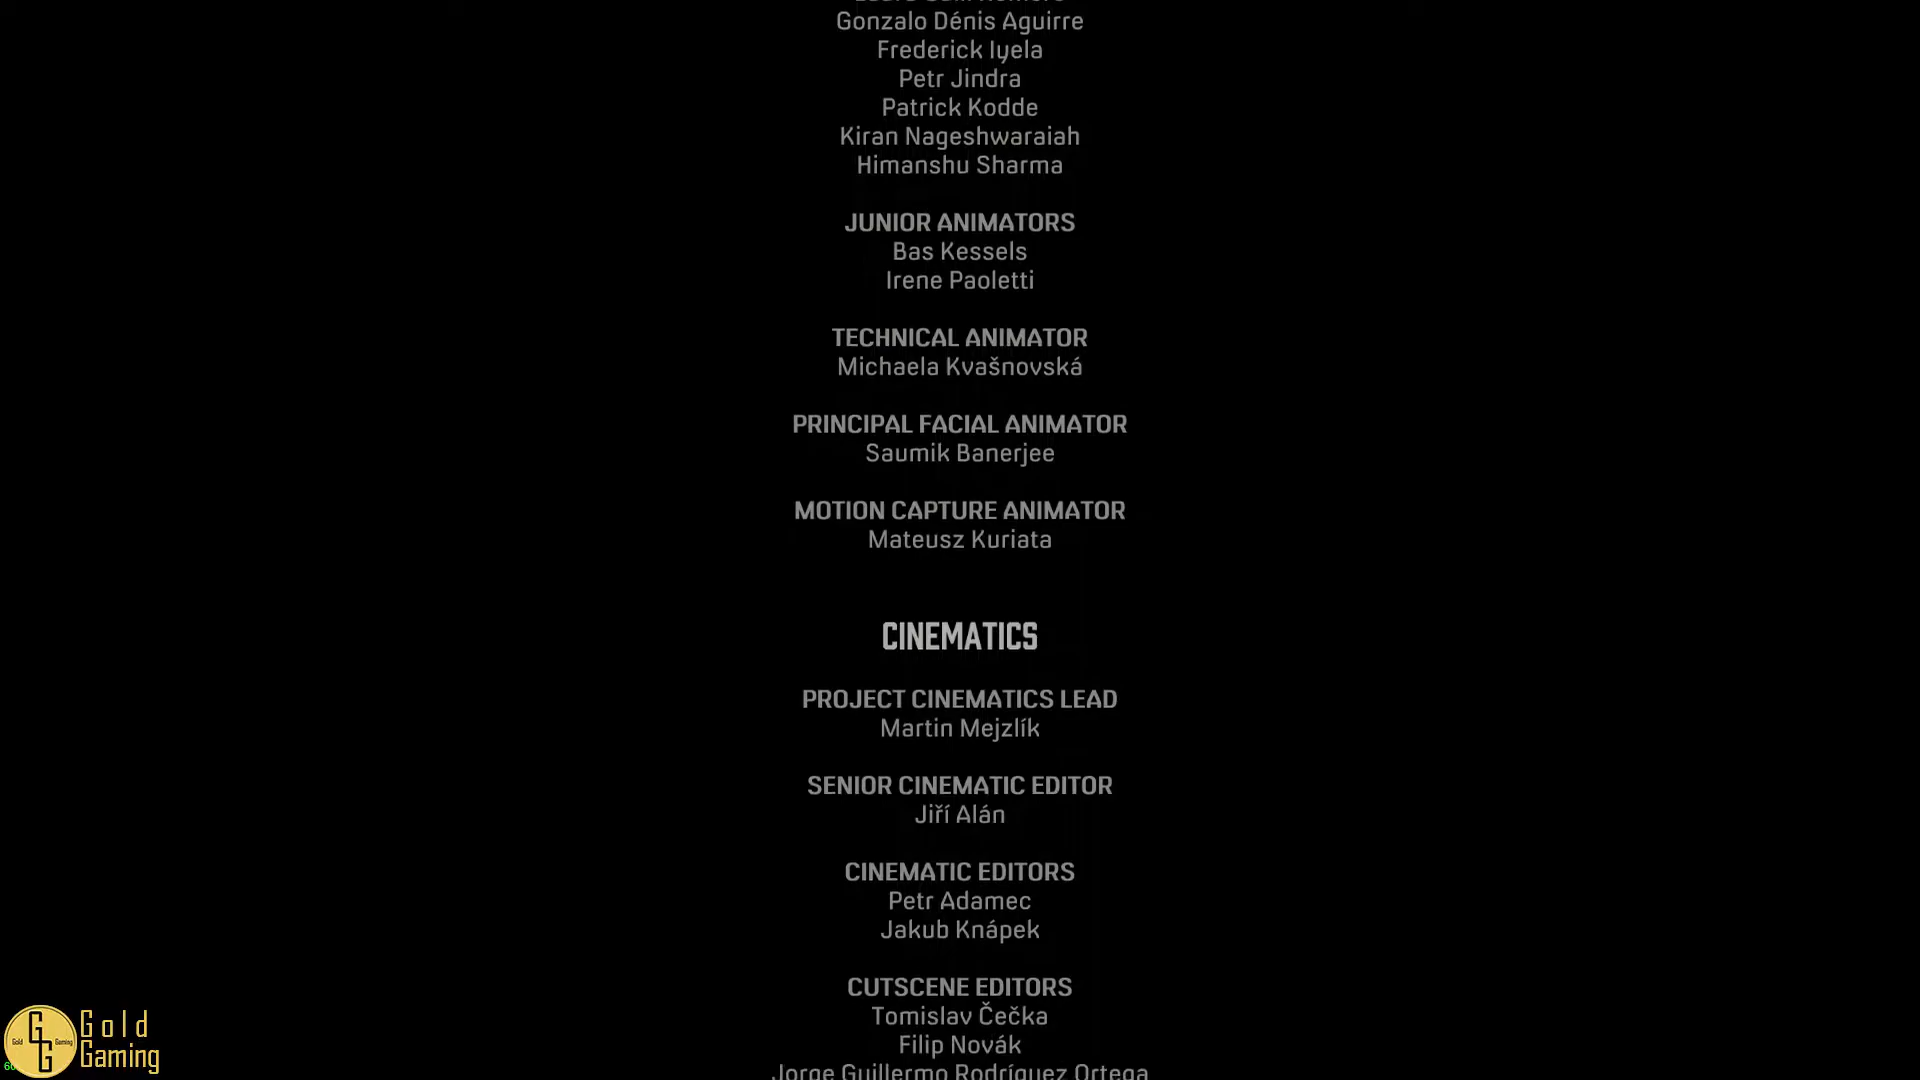 Gonzalo Dénis Aguirre
Frederick Iyela
Petr Jindra
Patrick Kodde
Kiran Nageshwaraiah
Himanshu Sharma
JUNIOR ANIMATORS
Bas Kessels
Irene Paoletti
TECHNICAL ANIMATOR
Michaela Kvašnovská
PRINCIPAL FACIAL ANIMATOR
Saumik Banerjee
MOTION CAPTURE ANIMATOR
Mateusz Kuriata
CINEMATICS
PROJECT CINEMATICS LEAD
Martin Mejzlík
SENIOR CINEMATIC EDITOR
Jiří Alán
CINEMATIC EDITORS
Petr Adamec
Jakub Knápek
CUTSCENE EDITORS
Tomislav Čečka
Filip Novák
Jorge Guillermo Rodríguez Ortega
GG
Gold Gaming
Gold
Gaming